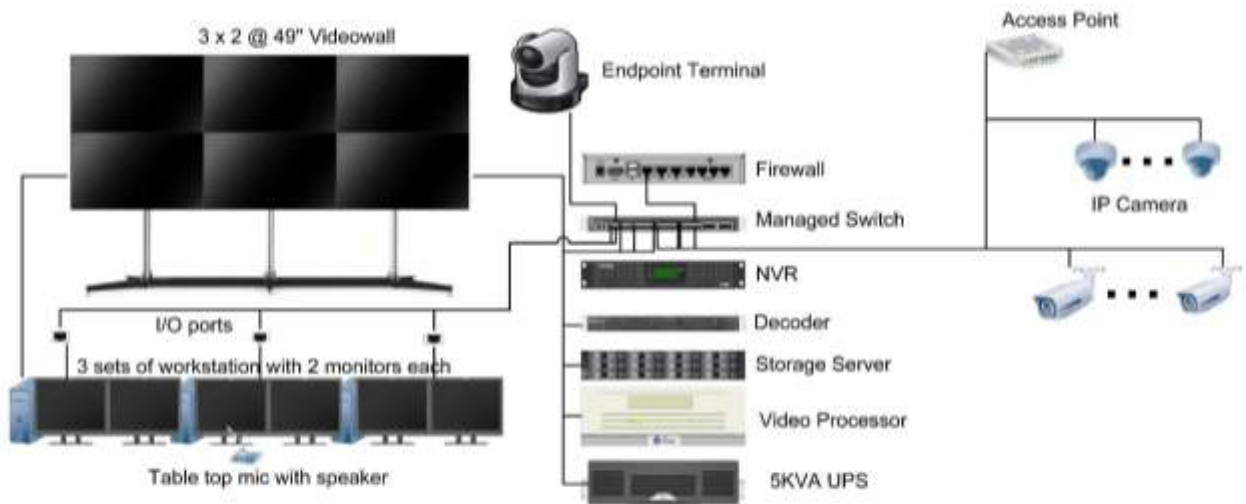 3 x 2 @ 49" Videowall
Endpoint Terminal
Access Point
Firewall
Managed Switch
IP Camera
NVR
I/O ports
Decoder
3 sets of workstation with 2 monitors each
Storage Server
Video Processor
Table top mic with speaker
5KVA UPS